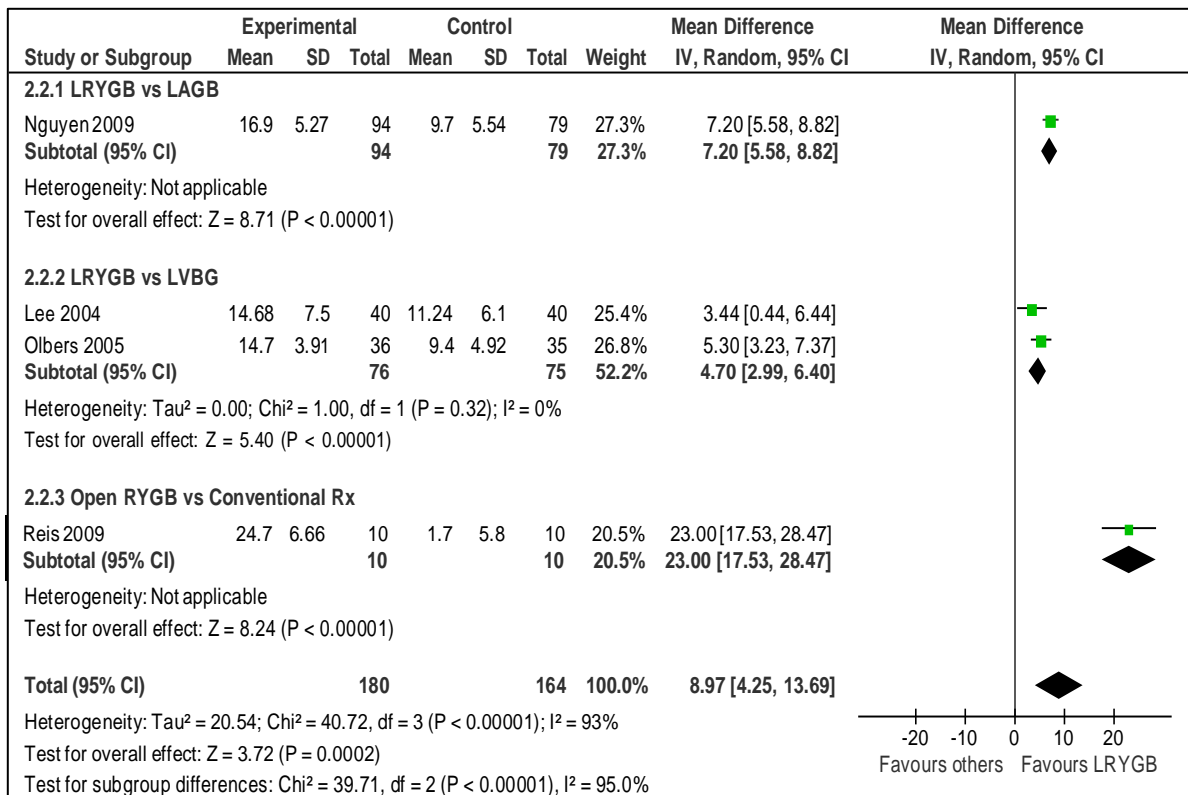 Experimental Control Mean Difference Mean Difference
Study or Subgroup Mean SD Total Mean SD Total Weight IV, Random, 95% CI IV, Random, 95% CI
2.2.1 LRYGB vs LAGB
Nguyen 2009 16.9 5.27 94 9.7 5.54 79 27.3% 7.20 [5.58, 8.82]
Subtotal (95% CI) 94 79 27.3% 7.20 [5.58, 8.82]
Heterogeneity: Not applicable
Test for overall effect: Z = 8.71 (P < 0.00001)
2.2.2 LRYGB vs LVBG
Lee 2004 14.68 7.5 40 11.24 6.1 40 25.4% 3.44 [0.44, 6.44]
Olbers 2005 14.7 3.91 36 9.4 4.92 35 26.8% 5.30 [3.23, 7.37]
Subtotal (95% CI) 76 75 52.2% 4.70 [2.99, 6.40]
Heterogeneity: Tau² = 0.00; Chi² = 1.00, df = 1 (P = 0.32); I² = 0%
Test for overall effect: Z = 5.40 (P < 0.00001)
2.2.3 Open RYGB vs Conventional Rx
Reis 2009 24.7 6.66 10 1.7 5.8 10 20.5% 23.00 [17.53, 28.47]
Subtotal (95% CI) 10 10 20.5% 23.00 [17.53, 28.47]
Heterogeneity: Not applicable
Test for overall effect: Z = 8.24 (P < 0.00001)
Total (95% CI) 180 164 100.0% 8.97 [4.25, 13.69]
Heterogeneity: Tau² = 20.54; Chi² = 40.72, df = 3 (P < 0.00001); I² = 93%
Test for overall effect: Z = 3.72 (P = 0.0002)
Test for subgroup differences: Chi² = 39.71, df = 2 (P < 0.00001), I² = 95.0%
-20 -10 0 10 20
Favours others Favours LRYGB